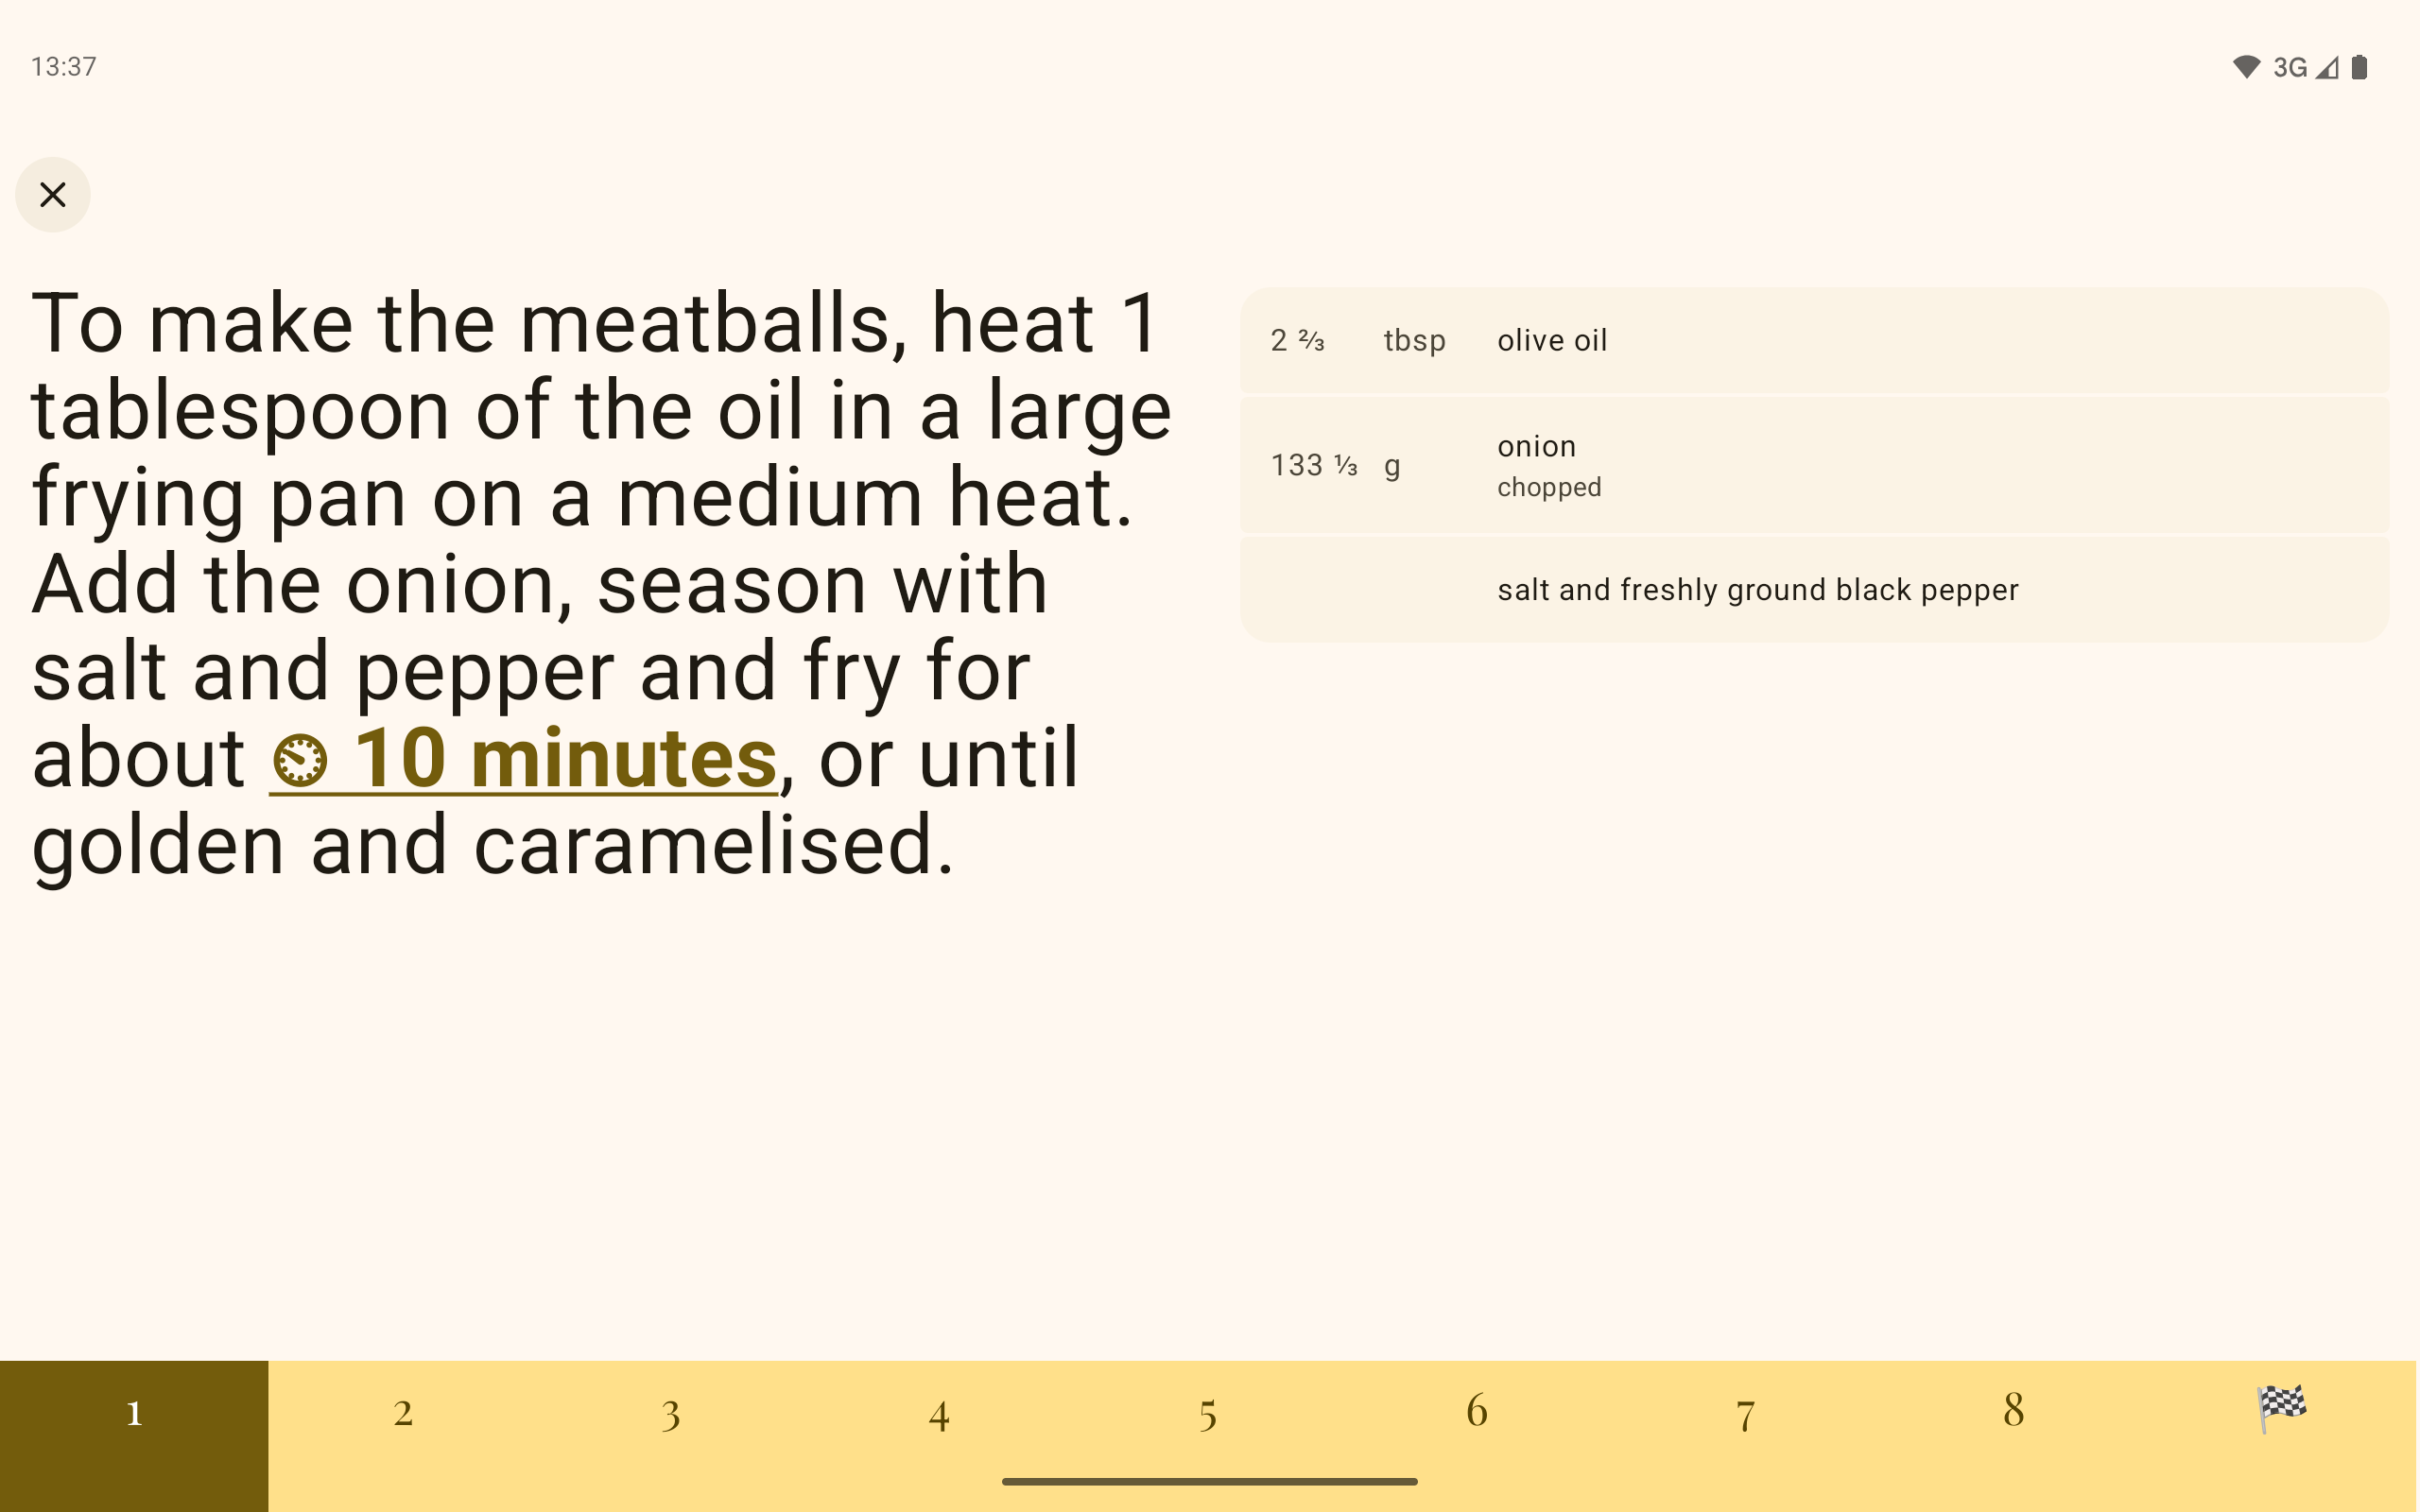 13:37
3G
To make the meatballs, heat 1
tablespoon of the oil in a large
frying pan on a medium heat.
Add the onion, season with
salt and pepper and fry for
about 10 minutes, or until
golden and caramelised.
2 ⅔ tbsp olive oil
133 ⅓ g onion
chopped
salt and freshly ground black pepper
1 2 3 4 5 6 7 8